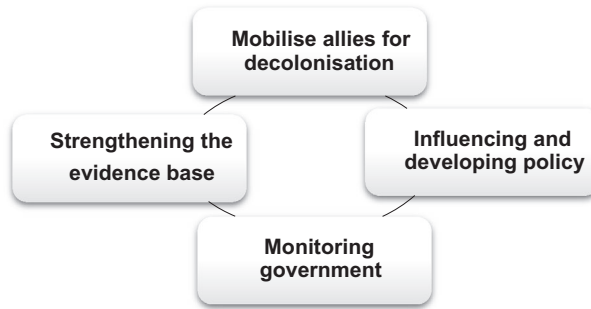 Mobilise allies for
decolonisation
Strengthening the
evidence base
Influencing and
developing policy
Monitoring
government